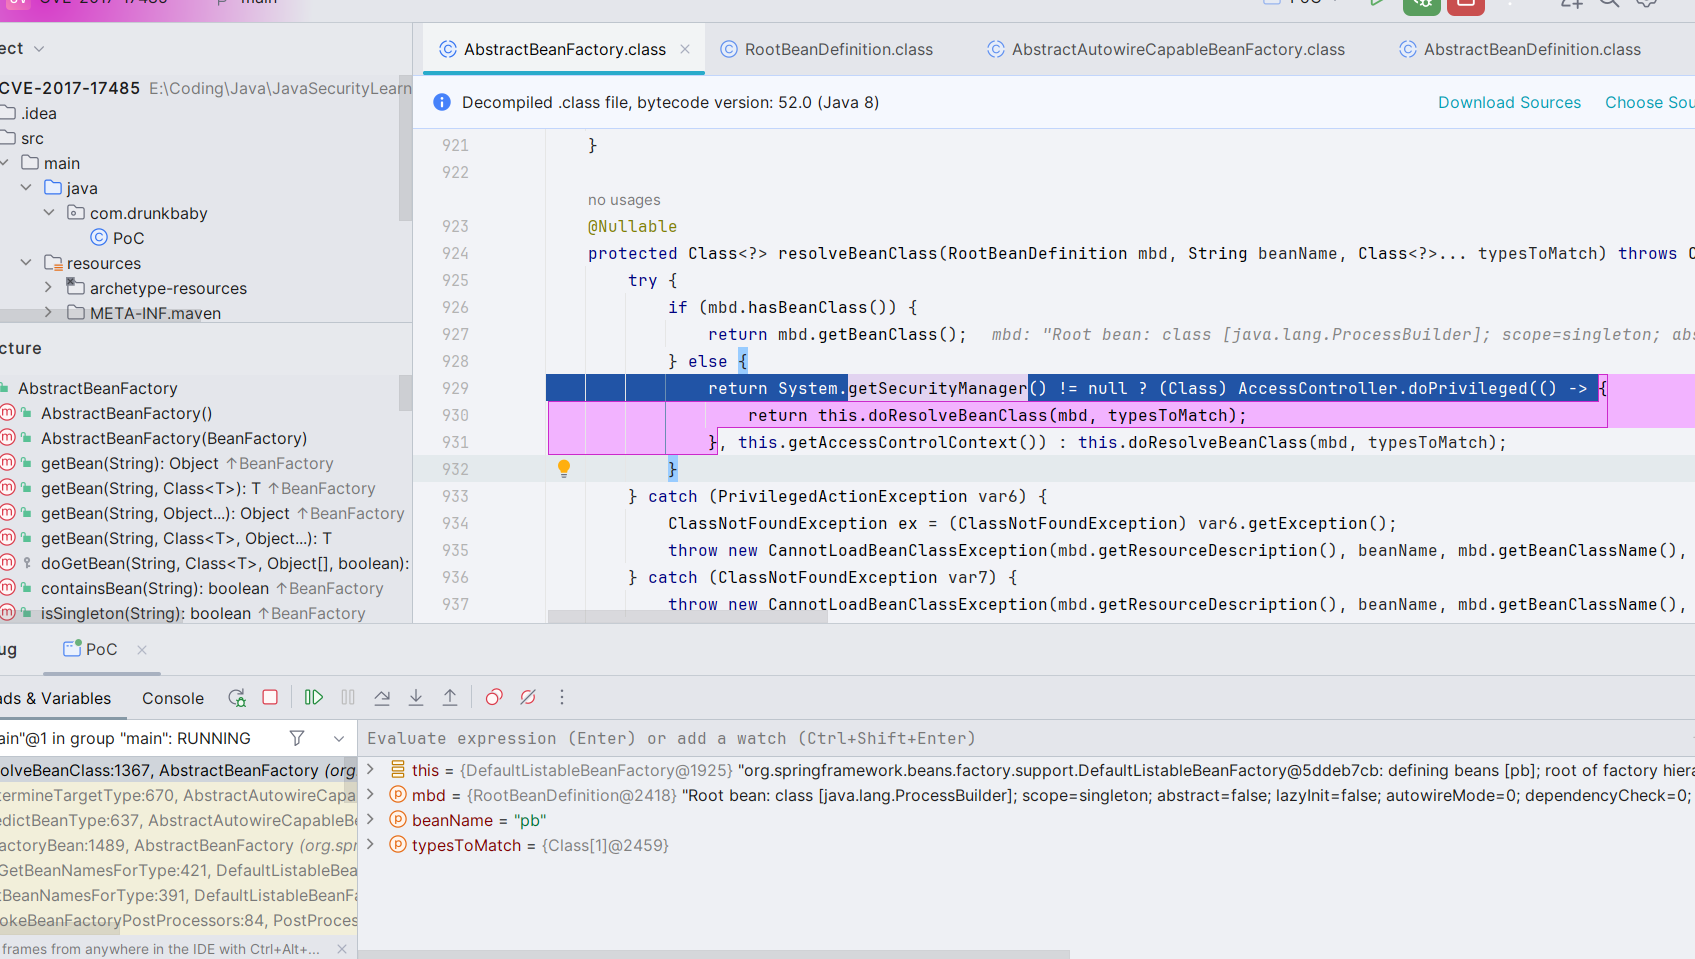 ect
AbstractBeanFactory.class
RootBeanDefinition.class
AbstractAutowireCapableBeanFactory.class
AbstractBeanDefinition.class
CVE-2017-17485 E:\Coding\Java\JavaSecurityLearn
.idea
src
main
java
com.drunkbaby
PoC
resources
archetype-resources
META-INF.maven
Decompiled .class file, bytecode version: 52.0 (Java 8)
Download Sources
Choose Sou
921 }
922
no usages
923 @Nullable
924 protected Class<?> resolveBeanClass(RootBeanDefinition mbd, String beanName, Class<?>... typesToMatch) throws C
925 try {
926 if (mbd.hasBeanClass()) {
927 return mbd.getBeanClass(); mbd: "Root bean: class [java.lang.ProcessBuilder]; scope=singleton; abs
928 } else {
929 return System.getSecurityManager() != null ? (Class) AccessController.doPrivileged(() -> {
930 return this.doResolveBeanClass(mbd, typesToMatch);
931 }, this.getAccessControlContext()) : this.doResolveBeanClass(mbd, typesToMatch);
932 }
933 } catch (PrivilegedActionException var6) {
934 ClassNotFoundException ex = (ClassNotFoundException) var6.getException();
935 throw new CannotLoadBeanClassException(mbd.getResourceDescription(), beanName, mbd.getBeanClassName(),
936 } catch (ClassNotFoundException var7) {
937 throw new CannotLoadBeanClassException(mbd.getResourceDescription(), beanName, mbd.getBeanClassName(),
cture
AbstractBeanFactory
AbstractBeanFactory()
AbstractBeanFactory(BeanFactory)
getBean(String): Object ↑BeanFactory
getBean(String, Class<T>): T ↑BeanFactory
getBean(String, Object...): Object ↑BeanFactory
getBean(String, Class<T>, Object...): T
doGetBean(String, Class<T>, Object[], boolean):
containsBean(String): boolean ↑BeanFactory
isSingleton(String): boolean ↑BeanFactory
ug
PoC
ads & Variables
Console
ain"@1 in group "main": RUNNING
Evaluate expression (Enter) or add a watch (Ctrl+Shift+Enter)
olveBeanClass:1367, AbstractBeanFactory (org
termineTargetType:670, AbstractAutowireCapa
edictBeanType:637, AbstractAutowireCapableBe
actoryBean:1489, AbstractBeanFactory (org.spr
GetBeanNamesForType:421, DefaultListableBea
tBeanNamesForType:391, DefaultListableBeanFa
okeBeanFactoryPostProcessors:84, PostProces
frames from anywhere in the IDE with Ctrl+Alt+...
this = {DefaultListableBeanFactory@1925} "org.springframework.beans.factory.support.DefaultListableBeanFactory@5ddeb7cb: defining beans [pb]; root of factory hiera
mbd = {RootBeanDefinition@2418} "Root bean: class [java.lang.ProcessBuilder]; scope=singleton; abstract=false; lazyInit=false; autowireMode=0; dependencyCheck=0;
beanName = "pb"
typesToMatch = {Class[1]@2459}